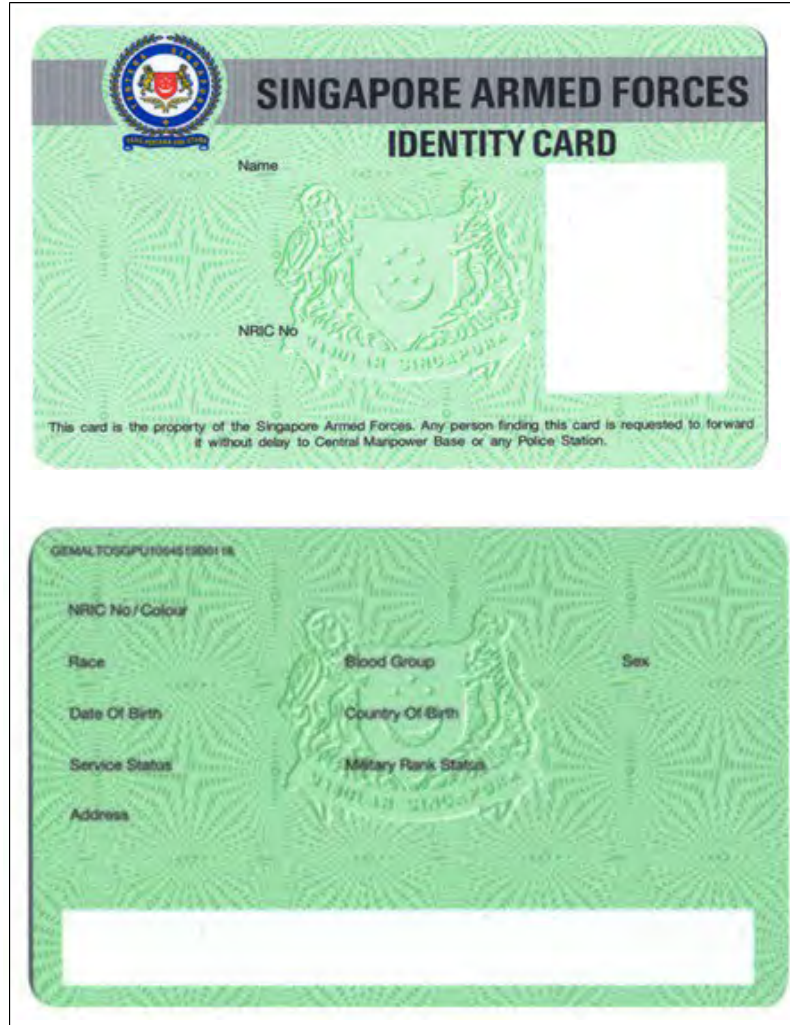 SINGAPORE ARMED FORCES
IDENTITY CARD
Name
NRIC No
MAJULAH SINGAPURA
This card is the property of the Singapore Armed Forces. Any person finding this card is requested to forward
it without delay to Central Manpower Base or any Police Station.
NRIC No/Colour
Race Blood Group Sex
Date Of Birth Country Of Birth
Service Status Military Rank Status
Address